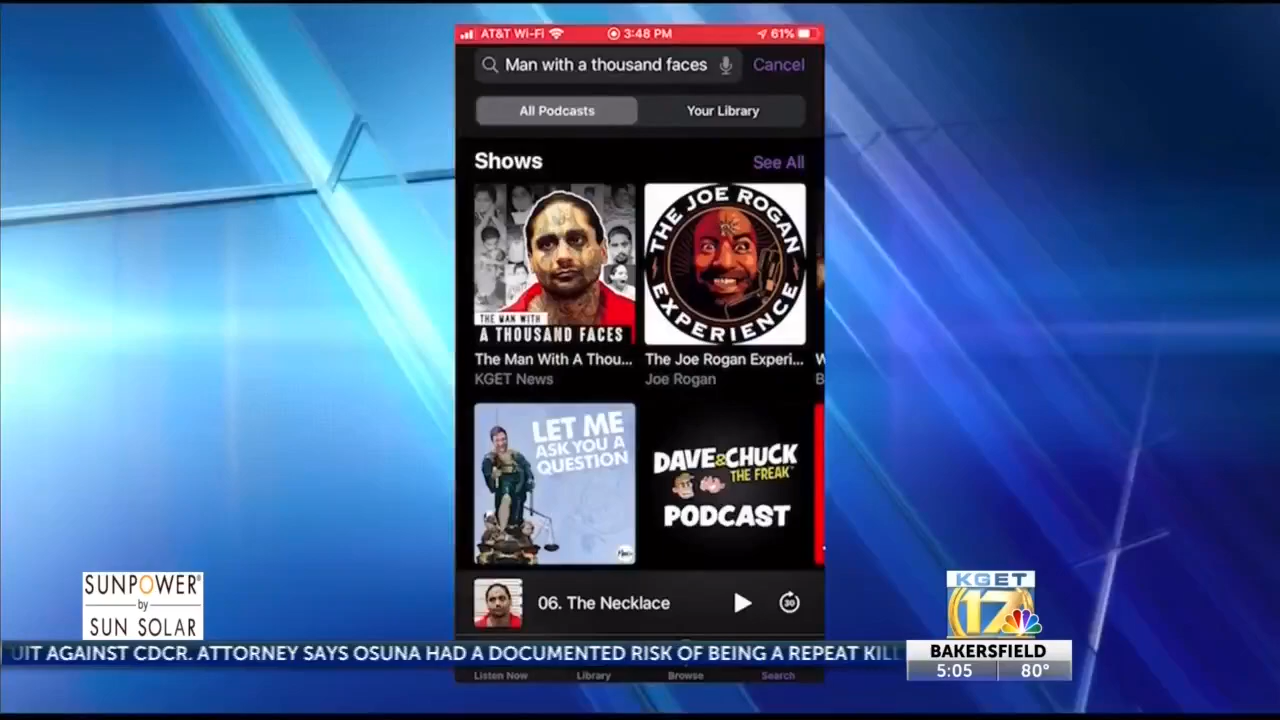 AT&T Wi-Fi 3:48 PM 61%
Man with a thousand faces Cancel
All Podcasts Your Library
Shows See All
THE MAN WITH
A THOUSAND FACES
THE JOE ROGAN
EXPERIENCE
The Man With A Thou... The Joe Rogan Experi...
KGET News Joe Rogan
LET ME
ASK YOU A
QUESTION
DAVE & CHUCK
THE FREAK
PODCAST
30
06. The Necklace
SUNPOWER®
by
SUN SOLAR
KGET
17
UIT AGAINST CDCR. ATTORNEY SAYS OSUNA HAD A DOCUMENTED RISK OF BEING A REPEAT KILL
BAKERSFIELD
5:05 80°
Listen Now Library Browse Search